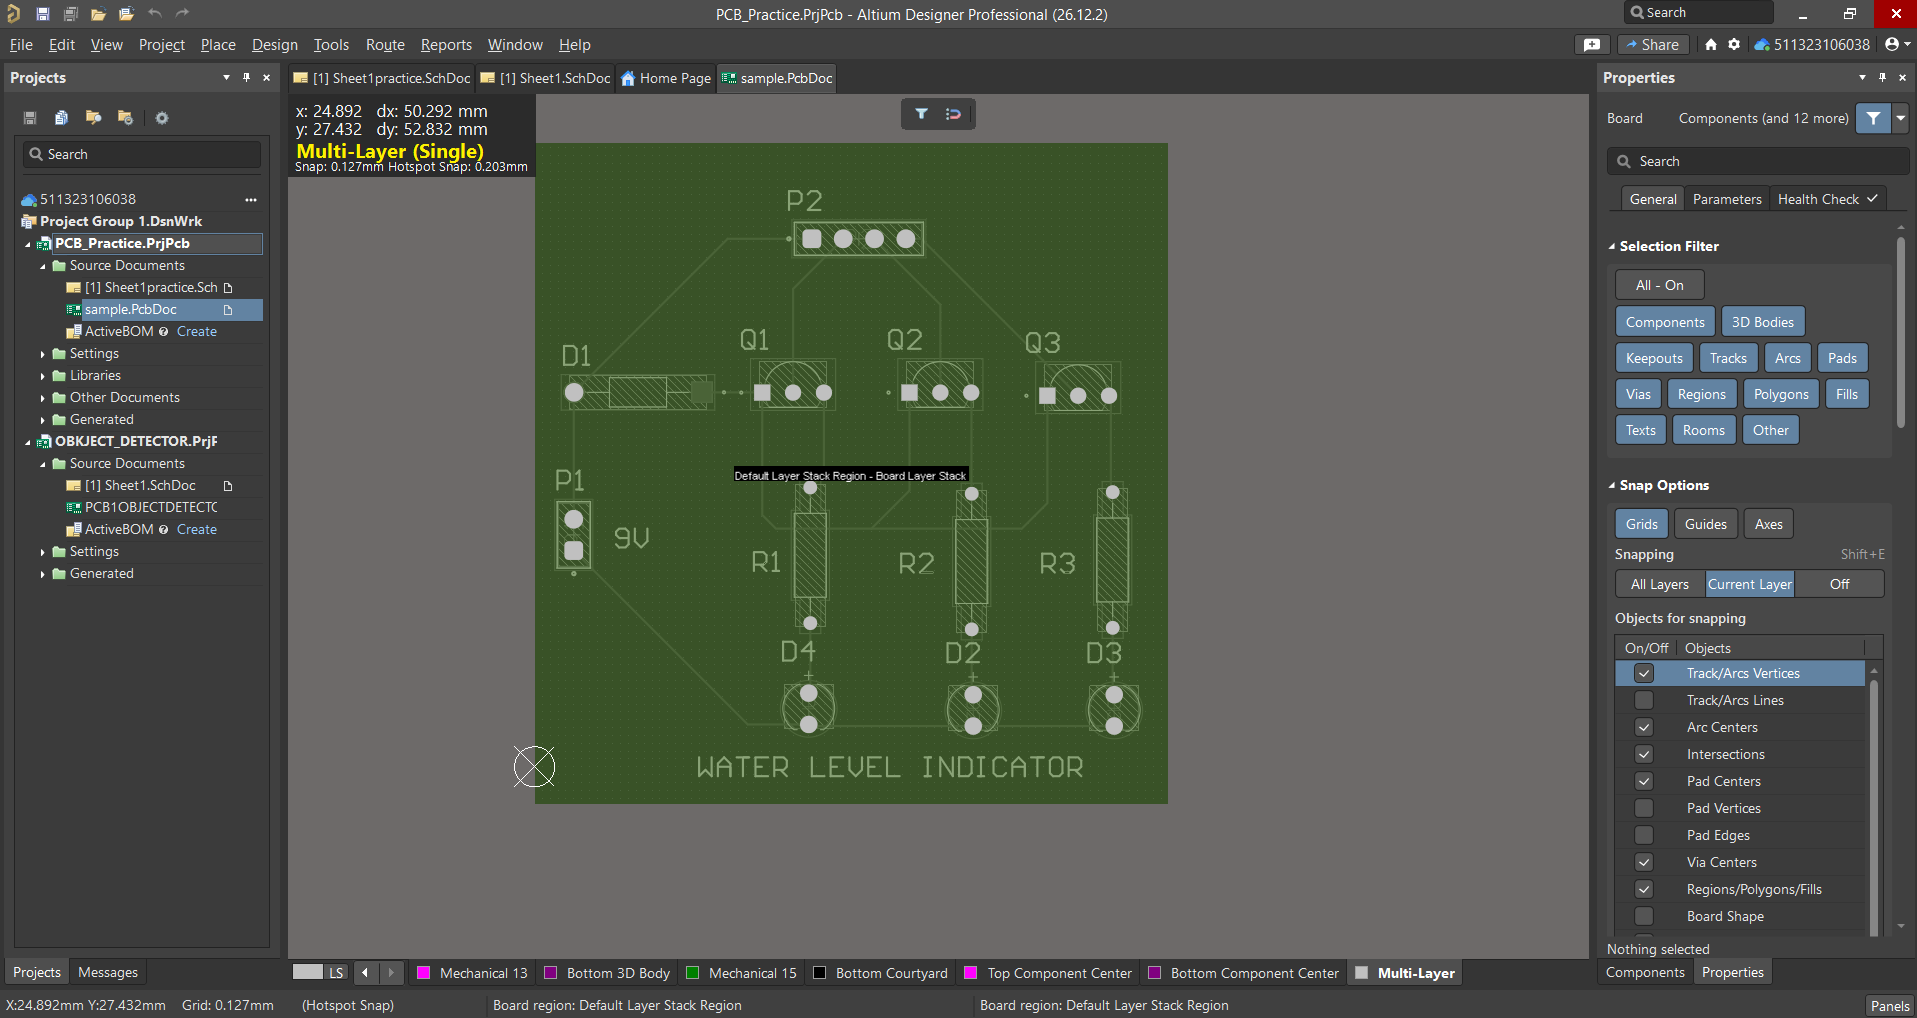 PCB_Practice.PrjPcb - Altium Designer Professional (26.12.2)
Search
File Edit View Project Place Design Tools Route Reports Window Help
Share
511323106038
Projects
[1] Sheet1practice.SchDoc
[1] Sheet1.SchDoc
Home Page
sample.PcbDoc
Properties
Search
511323106038
Project Group 1.DsnWrk
PCB_Practice.PrjPcb
Source Documents
[1] Sheet1practice.Sch
sample.PcbDoc
ActiveBOM Create
Settings
Libraries
Other Documents
Generated
OBKJECT_DETECTOR.PrjP
Source Documents
[1] Sheet1.SchDoc
PCB1OBJECTDETECTO
ActiveBOM Create
Settings
Generated
Projects Messages
x: 24.892 dx: 50.292 mm
y: 27.432 dy: 52.832 mm
Multi-Layer (Single)
Snap: 0.127mm Hotspot Snap: 0.203mm
P2
Q1 Q2 Q3
D1
Default Layer Stack Region - Board Layer Stack
P1
9V
R1 R2 R3
D4 D2 D3
+ + +
WATER LEVEL INDICATOR
LS
Mechanical 13
Bottom 3D Body
Mechanical 15
Bottom Courtyard
Top Component Center
Bottom Component Center
Multi-Layer
Board Components (and 12 more)
Search
General Parameters Health Check
Selection Filter
All - On
Components 3D Bodies
Keepouts Tracks Arcs Pads
Vias Regions Polygons Fills
Texts Rooms Other
Snap Options
Grids Guides Axes
Snapping Shift+E
All Layers Current Layer Off
Objects for snapping
On/Off Objects
Track/Arcs Vertices
Track/Arcs Lines
Arc Centers
Intersections
Pad Centers
Pad Vertices
Pad Edges
Via Centers
Regions/Polygons/Fills
Board Shape
Nothing selected
Components Properties
X:24.892mm Y:27.432mm Grid: 0.127mm (Hotspot Snap)
Board region: Default Layer Stack Region
Board region: Default Layer Stack Region
Panels